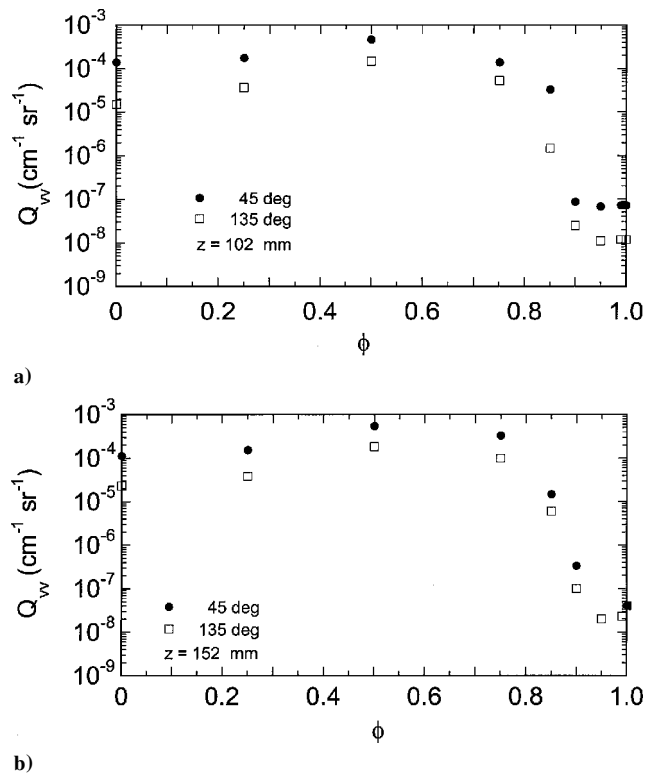 10⁻³
10⁻⁴
10⁻⁵
10⁻⁶
10⁻⁷
10⁻⁸
10⁻⁹
Q_vv (cm⁻¹ sr⁻¹)
● 45 deg
□ 135 deg
z = 102 mm
0 0.2 0.4 0.6 0.8 1.0
ϕ
a)
10⁻³
10⁻⁴
10⁻⁵
10⁻⁶
10⁻⁷
10⁻⁸
10⁻⁹
Q_vv (cm⁻¹ sr⁻¹)
● 45 deg
□ 135 deg
z = 152 mm
0 0.2 0.4 0.6 0.8 1.0
ϕ
b)